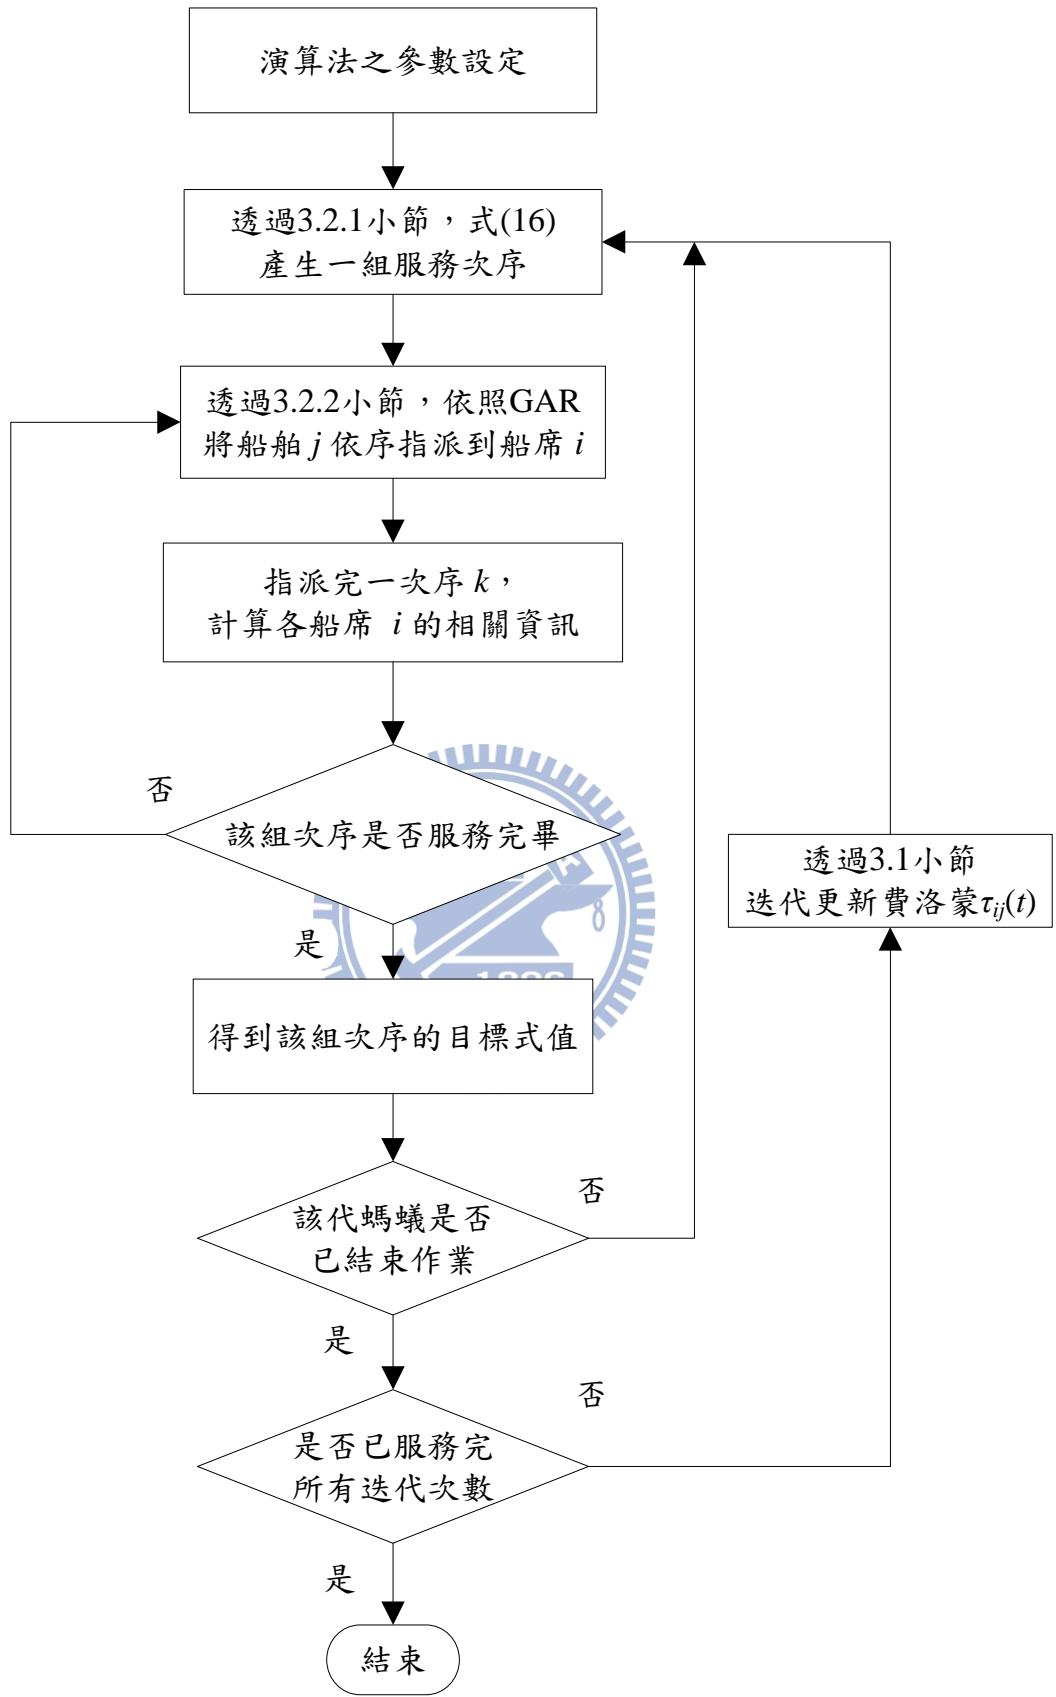 演算法之參數設定
透過3.2.1小節，式(16)
產生一組服務次序
透過3.2.2小節，依照GAR
將船舶 j 依序指派到船席 i
指派完一次序 k，
計算各船席 i 的相關資訊
否
該組次序是否服務完畢
透過3.1小節
迭代更新費洛蒙τij(t)
是
得到該組次序的目標式值
否
該代螞蟻是否
已結束作業
是
否
是否已服務完
所有迭代次數
是
結束